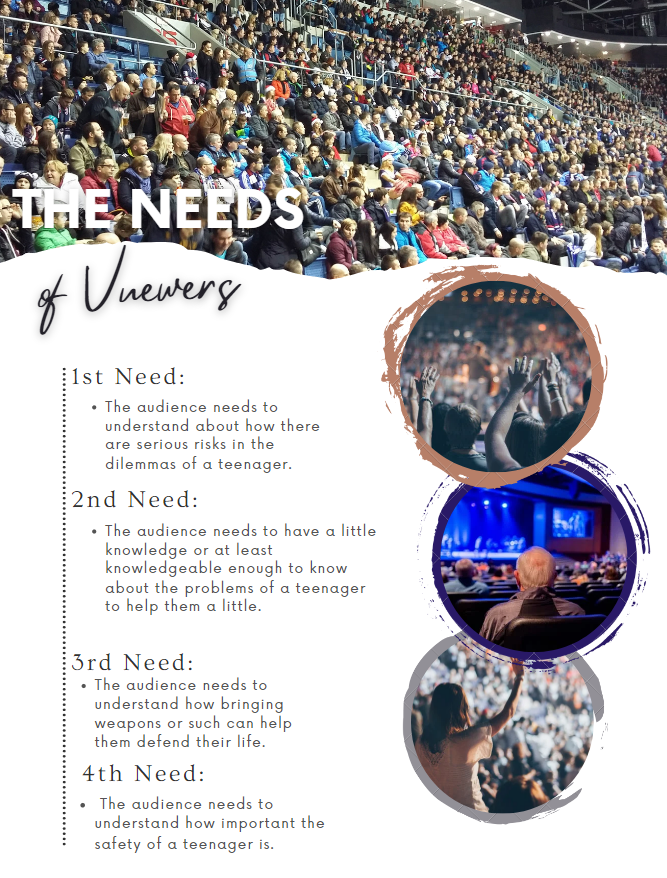 THE NEEDS
of Vnewers
1st Need:
• The audience needs to
understand about how there
are serious risks in the
dilemmas of a teenager.
2nd Need:
• The audience needs to have a little
knowledge or at least
knowledgeable enough to know
about the problems of a teenager
to help them a little.
3rd Need:
• The audience needs to
understand how bringing
weapons or such can help
them defend their life.
4th Need:
• The audience needs to
understand how important the
safety of a teenager is.